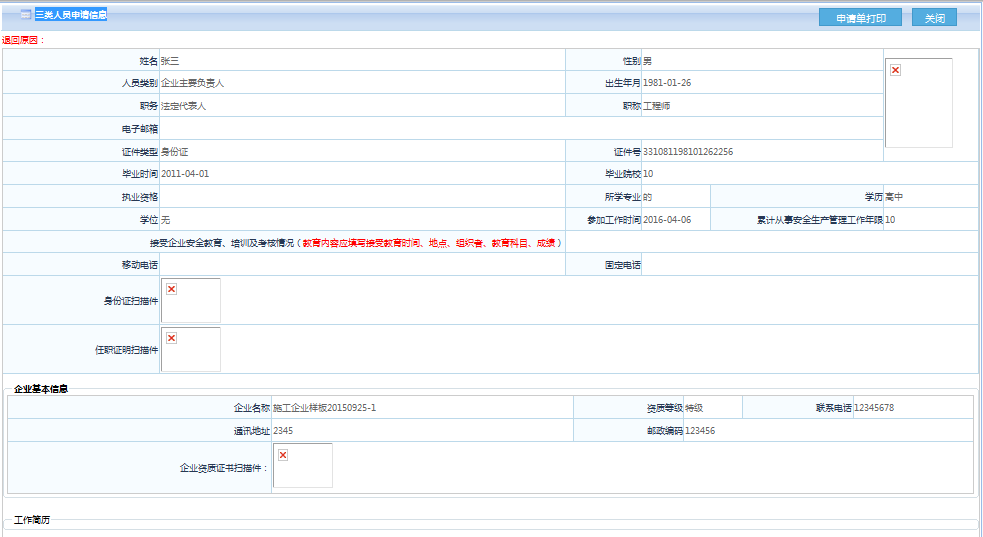 三类人员申请信息 申请单打印 关闭
退回原因：
姓名 张三 性别 男
人员类别 企业主要负责人 出生年月 1981-01-26
职务 法定代表人 职称 工程师
电子邮箱
证件类型 身份证 证件号 331081198101262256
毕业时间 2011-04-01 毕业院校 10
执业资格 所学专业 的 学历 高中
学位 无 参加工作时间 2016-04-06 累计从事安全生产管理工作年限 10
接受企业安全教育、培训及考核情况（教育内容应填写接受教育时间、地点、组织者、教育科目、成绩）
移动电话 固定电话
身份证扫描件
任职证明扫描件
企业基本信息
企业名称 施工企业样板20150925-1 资质等级 特级 联系电话 12345678
通讯地址 2345 邮政编码 123456
企业资质证书扫描件：
工作简历